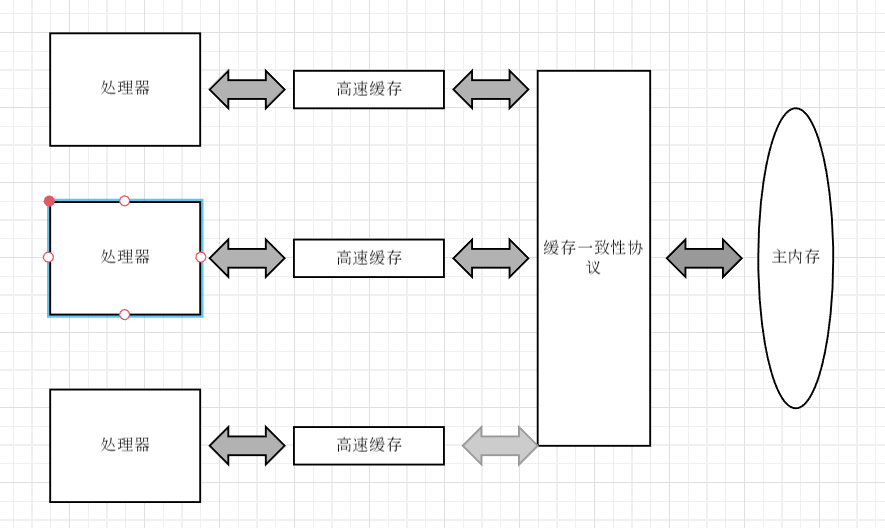 处理器
高速缓存
处理器
高速缓存
缓存一致性协
议
主内存
处理器
高速缓存